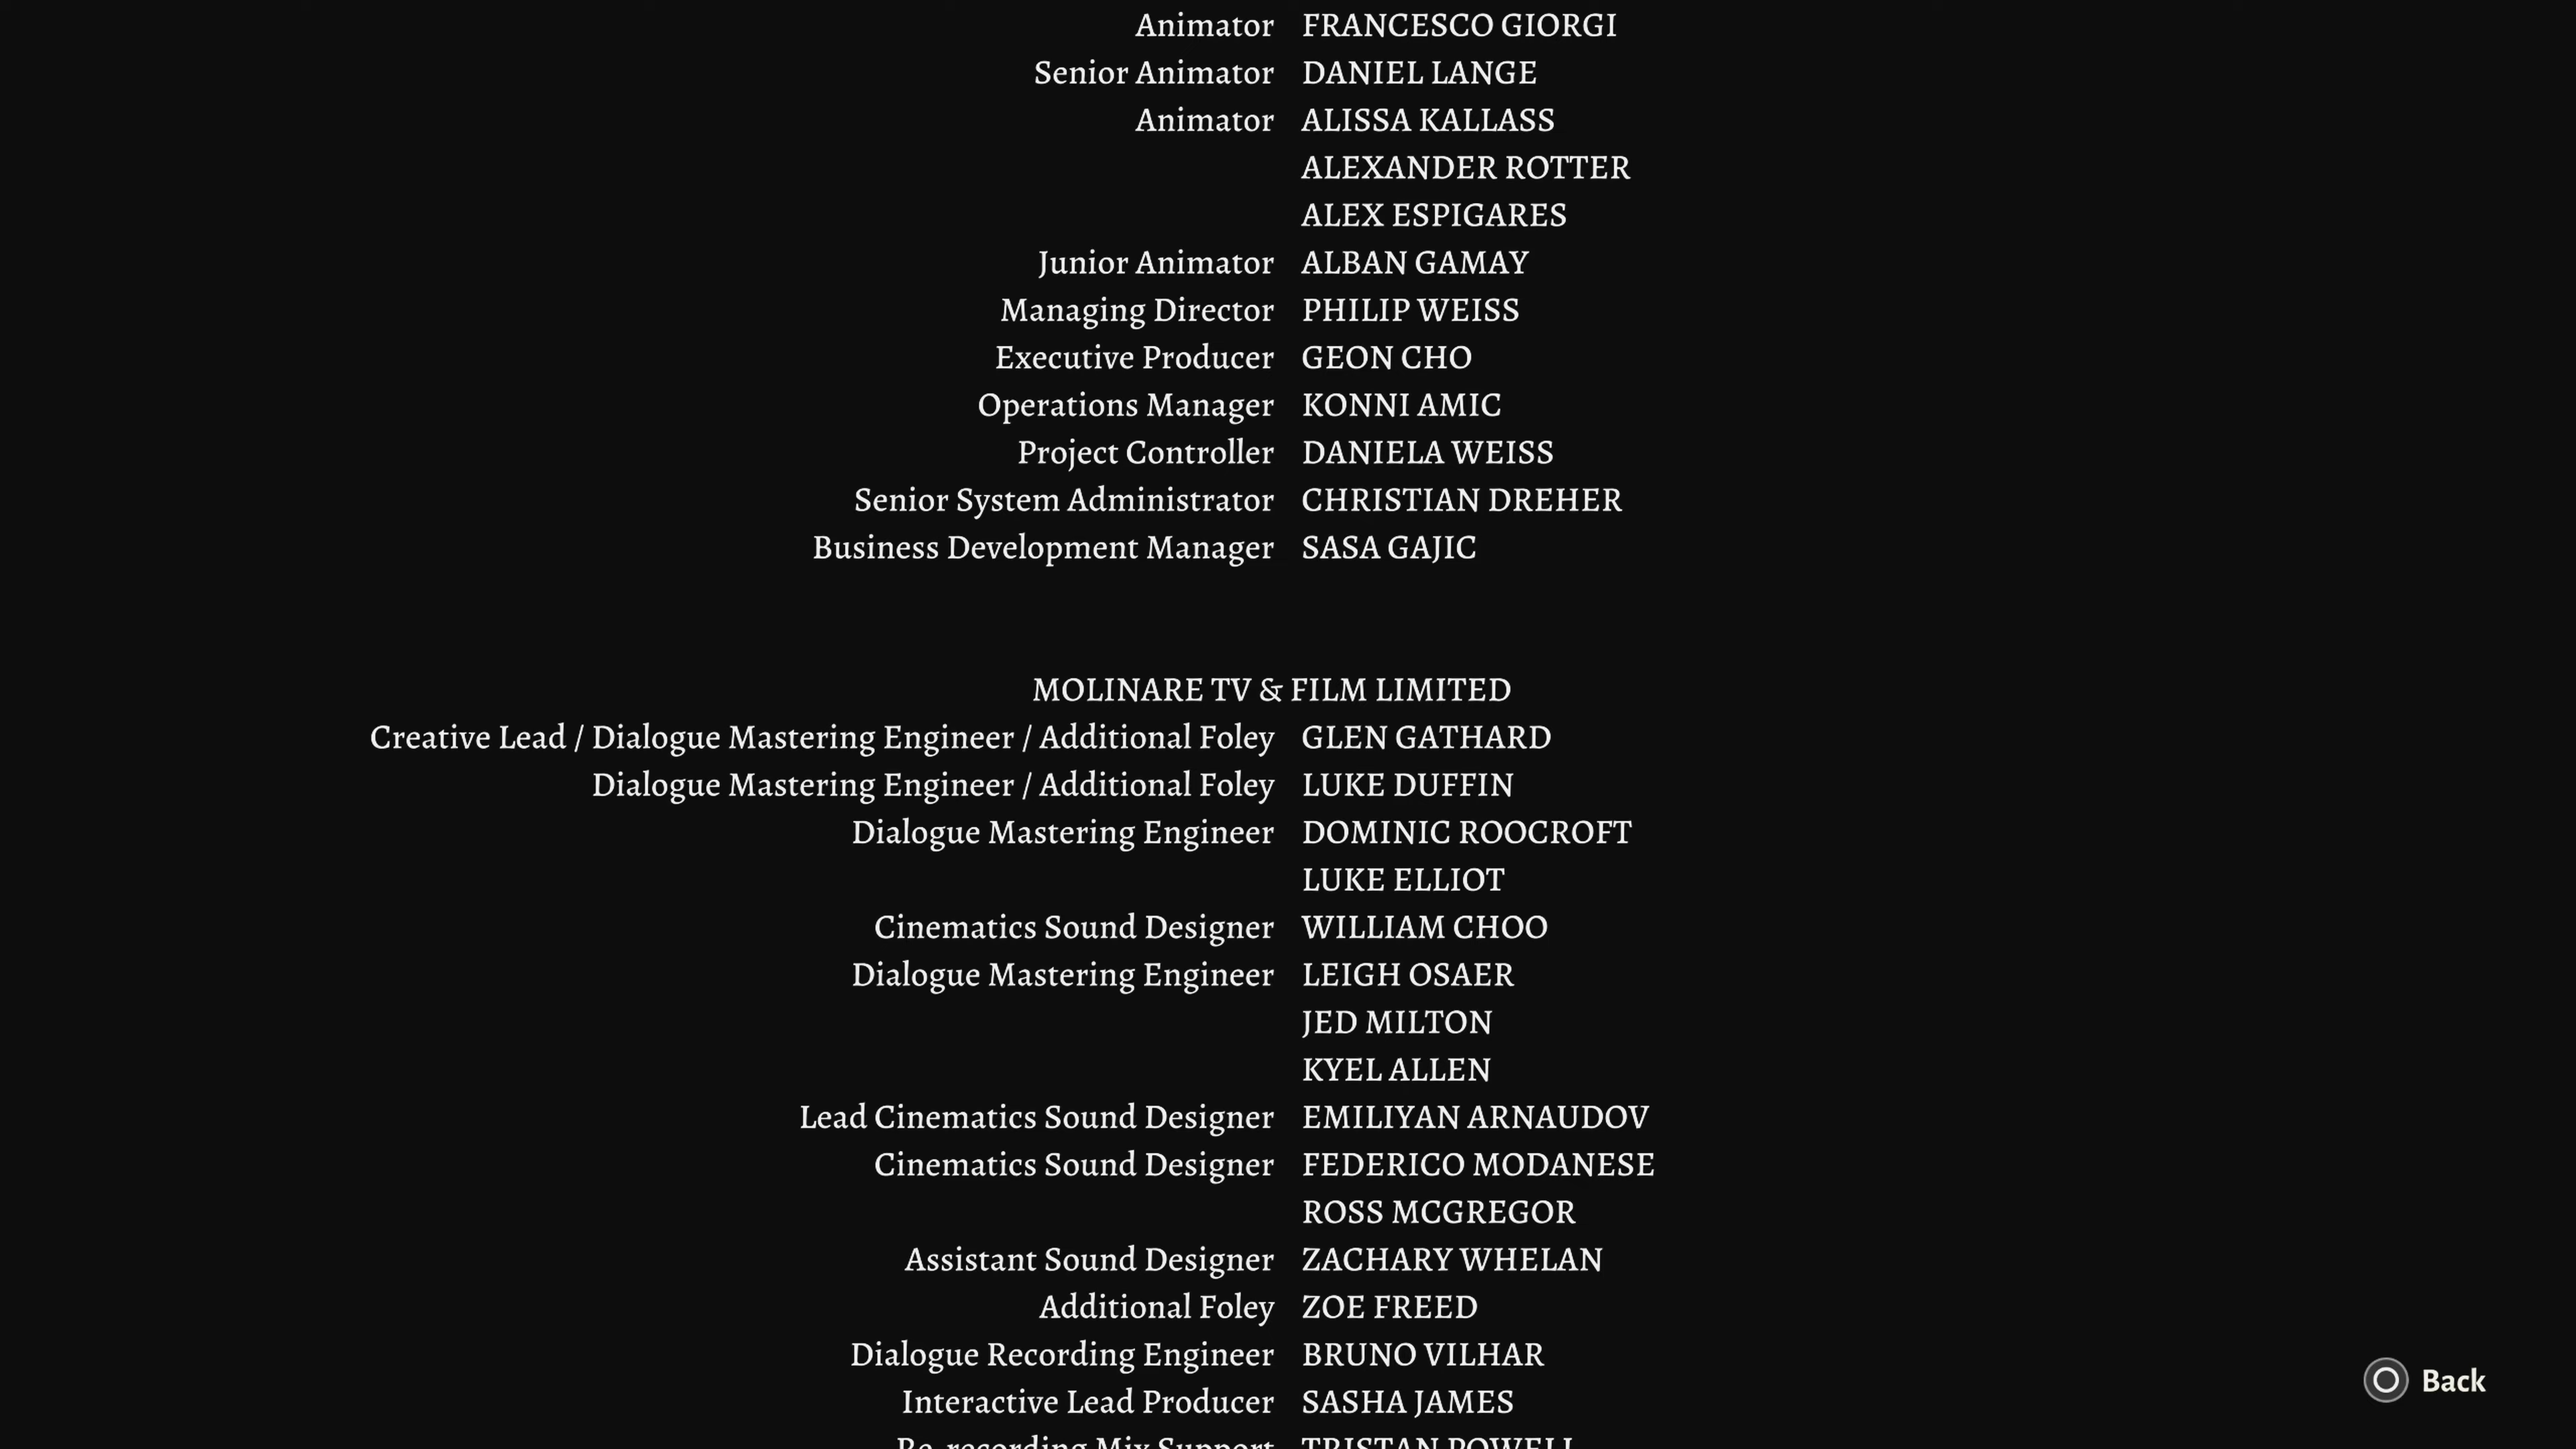 Animator FRANCESCO GIORGI
Senior Animator DANIEL LANGE
Animator ALISSA KALLASS
ALEXANDER ROTTER
ALEX ESPIGARES
Junior Animator ALBAN GAMAY
Managing Director PHILIP WEISS
Executive Producer GEON CHO
Operations Manager KONNI AMIC
Project Controller DANIELA WEISS
Senior System Administrator CHRISTIAN DREHER
Business Development Manager SASA GAJIC
MOLINARE TV & FILM LIMITED
Creative Lead / Dialogue Mastering Engineer / Additional Foley GLEN GATHARD
Dialogue Mastering Engineer / Additional Foley LUKE DUFFIN
Dialogue Mastering Engineer DOMINIC ROOCROFT
LUKE ELLIOT
Cinematics Sound Designer WILLIAM CHOO
Dialogue Mastering Engineer LEIGH OSAER
JED MILTON
KYEL ALLEN
Lead Cinematics Sound Designer EMILIYAN ARNAUDOV
Cinematics Sound Designer FEDERICO MODANESE
ROSS MCGREGOR
Assistant Sound Designer ZACHARY WHELAN
Additional Foley ZOE FREED
Dialogue Recording Engineer BRUNO VILHAR
Back
Interactive Lead Producer SASHA JAMES
Re-recording Mix Support TRISTAN POWELL